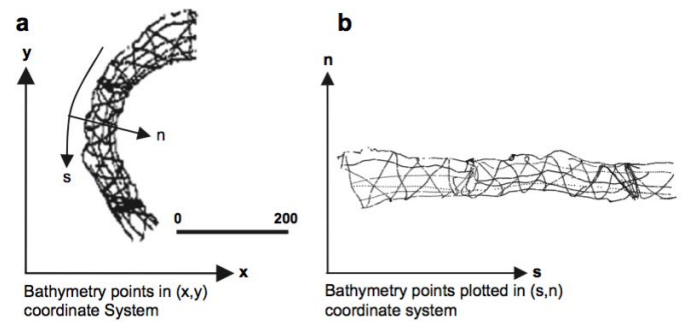 a
b
y
n
n
s
0 200
x
s
Bathymetry points in (x,y)
coordinate System
Bathymetry points plotted in (s,n)
coordinate system